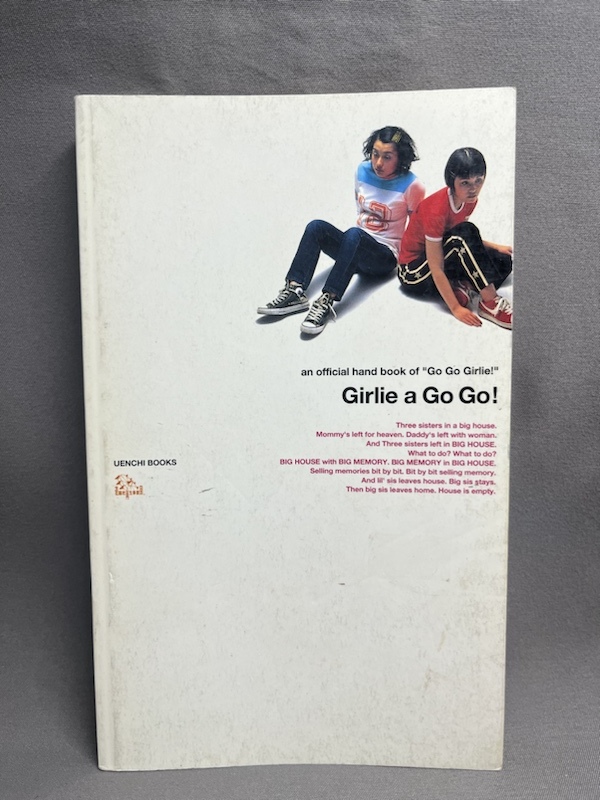 an official hand book of "Go Go Girlie!"
Girlie a Go Go!
Three sisters in a big house.
Mommy's left for heaven. Daddy's left with woman.
And Three sisters left in BIG HOUSE.
What to do? What to do?
BIG HOUSE with BIG MEMORY. BIG MEMORY in BIG HOUSE.
Selling memories bit by bit. Bit by bit selling memory.
And lil' sis leaves house. Big sis stays.
Then big sis leaves home. House is empty.
UENCHI BOOKS